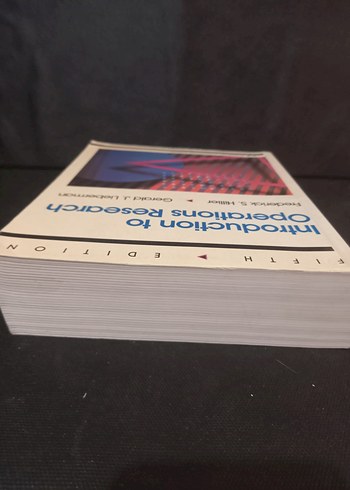 FIFTH EDITION
Introduction to
Operations Research
Frederick S. Hillier Gerald J. Lieberman